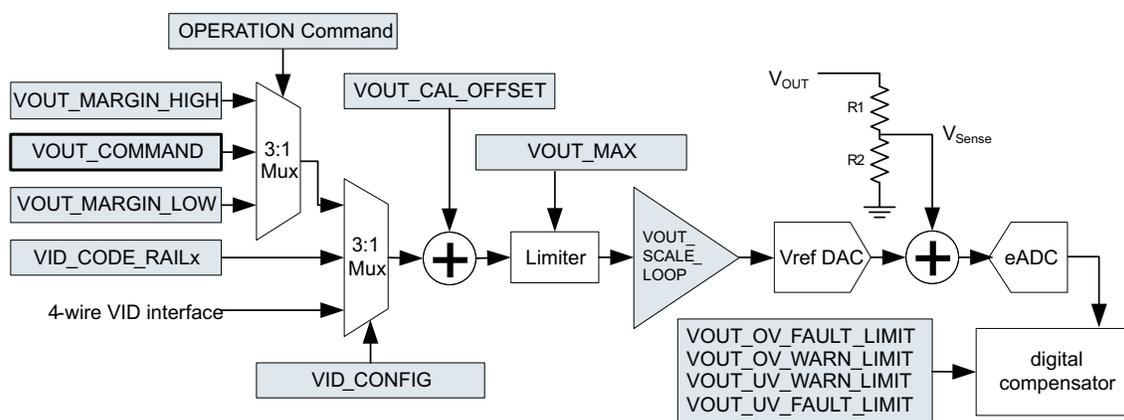 OPERATION Command
VOUT_MARGIN_HIGH
VOUT_COMMAND
VOUT_MARGIN_LOW
3:1
Mux
VID_CODE_RAILx
4-wire VID interface
3:1
Mux
VID_CONFIG
VOUT_CAL_OFFSET
+
VOUT_MAX
Limiter
VOUT_
SCALE_
LOOP
Vref DAC
VOUT
R1
R2
VSense
+
eADC
VOUT_OV_FAULT_LIMIT
VOUT_OV_WARN_LIMIT
VOUT_UV_WARN_LIMIT
VOUT_UV_FAULT_LIMIT
digital
compensator